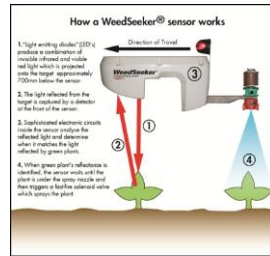 How a WeedSeeker® sensor works
Direction of Travel
1. "Light emitting diodes" (LED's)
produce a combination of
invisible infrared and visible
red light which is projected
onto the target approximately
700mm below the sensor.
2. The light reflected from
the target is captured by a detector
at the front of the sensor.
3. Sophisticated electronic circuits
inside the sensor analyse the
reflected light and determine
when it matches the light
reflected by green plants.
4. When green plant's reflectance is
identified, the sensor waits until the
plant is under the spray nozzle and
then triggers a fast-fire solenoid valve
which sprays the plant.
WeedSeeker
3
1
2
4